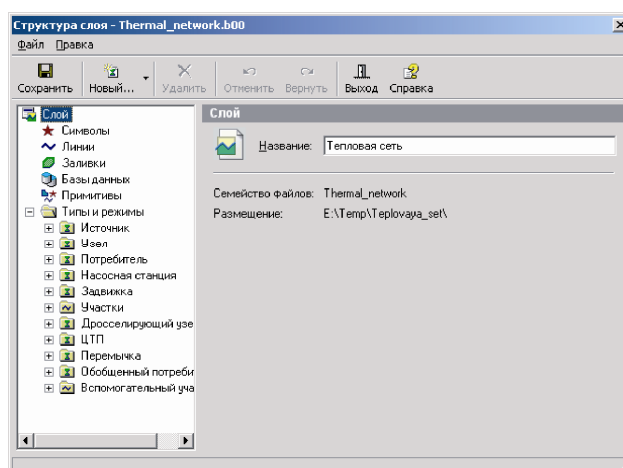 Структура слоя - Thermal_network.b00
Файл Правка
Сохранить Новый... Удалить Отменить Вернуть Выход Справка
Слой
Символы
Линии
Заливки
Базы данных
Примитивы
Типы и режимы
Источник
Узел
Потребитель
Насосная станция
Задвижка
Участки
Дросселирующий узе
ЦТП
Перемычка
Обобщенный потреби
Вспомогательный уча
Слой
Название: Тепловая сеть
Семейство файлов: Thermal_network
Размещение: E:\Temp\Teplovaya_set\